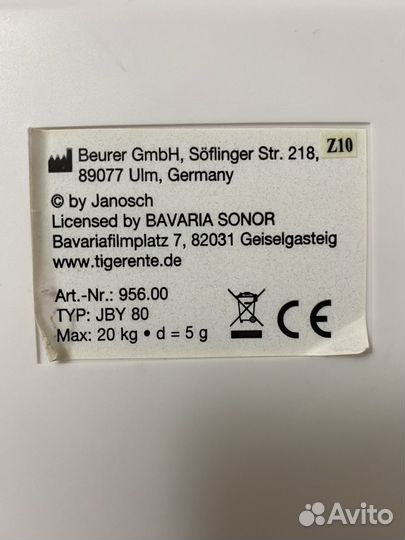 Beurer GmbH, Söflinger Str. 218,
Z10
89077 Ulm, Germany
© by Janosch
Licensed by BAVARIA SONOR
Bavariafilmplatz 7, 82031 Geiselgasteig
www.tigerente.de
Art.-Nr.: 956.00
TYP: JBY 80
Max: 20 kg • d = 5 g
CE
Avito